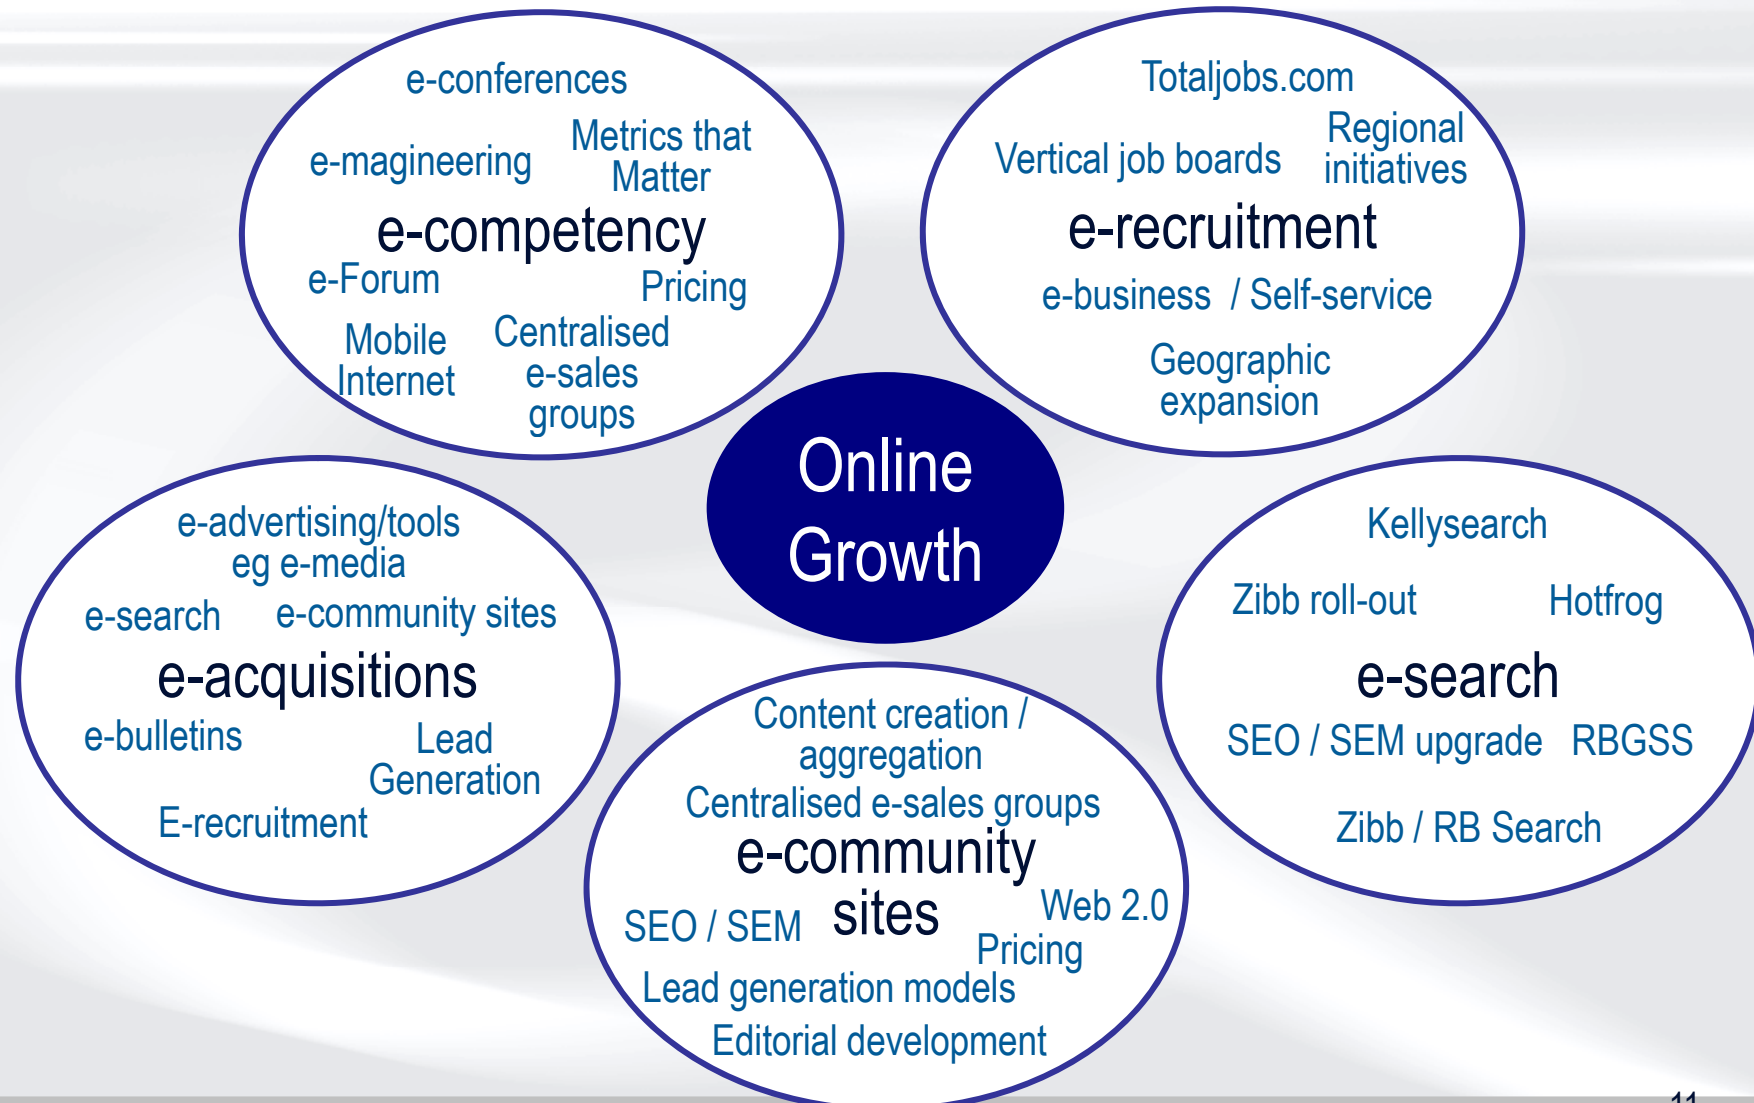 e-conferences
e-magineering
Metrics that
Matter
e-competency
e-Forum
Pricing
Mobile
Internet
Centralised
e-sales
groups
Totaljobs.com
Vertical job boards
Regional
initiatives
e-recruitment
e-business / Self-service
Geographic
expansion
Online
Growth
e-advertising/tools
eg e-media
e-search
e-community sites
e-acquisitions
e-bulletins
Lead
Generation
E-recruitment
Content creation /
aggregation
Centralised e-sales groups
e-community
sites
SEO / SEM
Web 2.0
Pricing
Lead generation models
Editorial development
Kellysearch
Zibb roll-out
Hotfrog
e-search
SEO / SEM upgrade
RBGSS
Zibb / RB Search
11